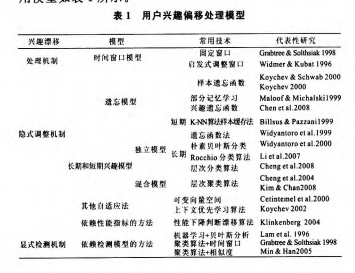 用模型如表1所示。
表1 用户兴趣偏移处理模型
兴趣漂移 模型 常用技术 代表性研究
处理机制 时间窗口模型 固定窗口 Grabtree & Solthsiak 1998
启发式调整窗口 Widmer & Kubat 1996
遗忘模型 样本遗忘函数 Koychev & Schwab 2000
Koychev 2000
部分记忆学习 Maloof & Michalski1999
兴趣遗忘函数 Chen et al.2008
隐式调整机制 长期和短期兴趣模型 独立模型 短期 K-NN算法样本缓存法 Billsus & Pazzani1999
长期 遗忘函数法 Widyantoro et al.1999
朴素贝叶斯分类 Widyantoro et al.2001
Rocchio分类算法 Li et al.2007
层次分类算法 Cheng et al.2008
混合模型 层次聚类算法 Cheng et al.2004
Kim & Chan2008
其他自适应法 可变向量空间 Cetintemel et al.2000
上下文优先学习算法 Koychev 2002
依赖性能指标的方法 性能下降判断漂移算法 Klinkenberg 2004
显式检测机制 依赖检测模型的方法 机器学习+贝叶斯分析 Lam et al. 1996
聚类算法+时间窗口 Grabtree & Solthsiak 1998
聚类算法+相似度 Min & Han2005